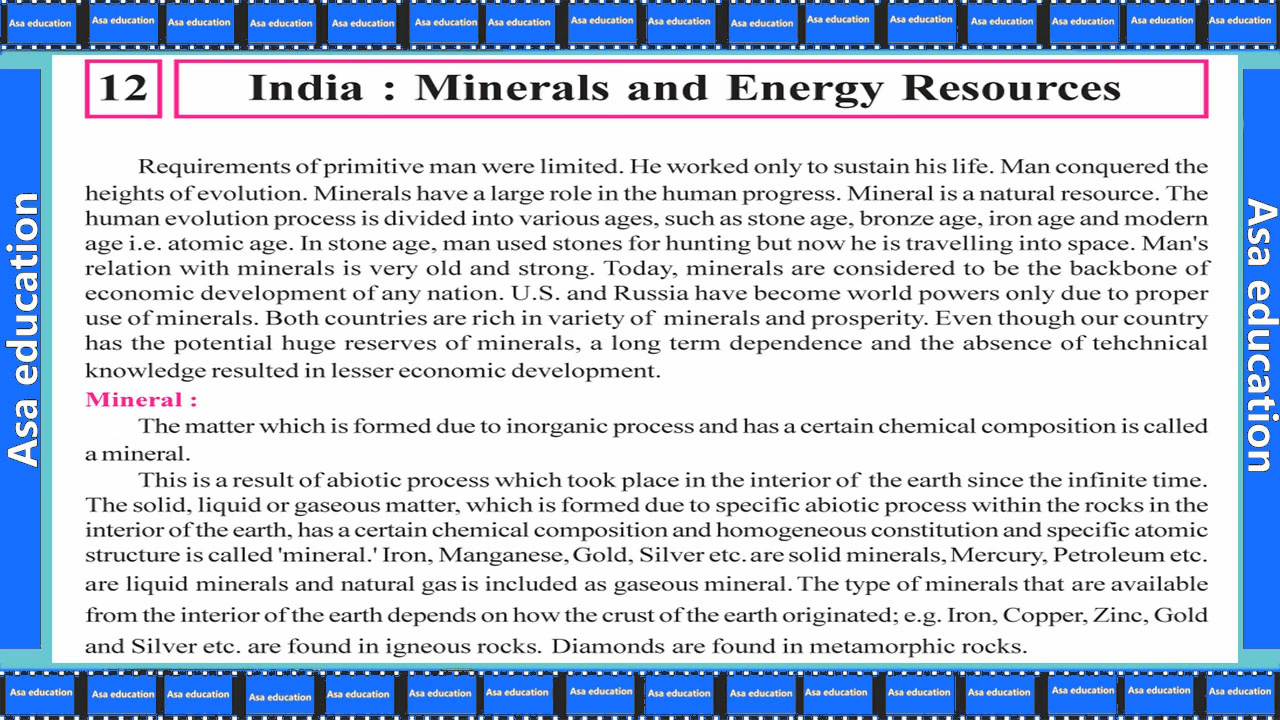 Asa education Asa education Asa education Asa education Asa education Asa education Asa education Asa education Asa education Asa education Asa education Asa education Asa education Asa education Asa education Asa education
12 India : Minerals and Energy Resources
Requirements of primitive man were limited. He worked only to sustain his life. Man conquered the
heights of evolution. Minerals have a large role in the human progress. Mineral is a natural resource. The
human evolution process is divided into various ages, such as stone age, bronze age, iron age and modern
age i.e. atomic age. In stone age, man used stones for hunting but now he is travelling into space. Man's
relation with minerals is very old and strong. Today, minerals are considered to be the backbone of
economic development of any nation. U.S. and Russia have become world powers only due to proper
use of minerals. Both countries are rich in variety of minerals and prosperity. Even though our country
has the potential huge reserves of minerals, a long term dependence and the absence of tehchnical
knowledge resulted in lesser economic development.
Mineral :
The matter which is formed due to inorganic process and has a certain chemical composition is called
a mineral.
This is a result of abiotic process which took place in the interior of the earth since the infinite time.
The solid, liquid or gaseous matter, which is formed due to specific abiotic process within the rocks in the
interior of the earth, has a certain chemical composition and homogeneous constitution and specific atomic
structure is called 'mineral.' Iron, Manganese, Gold, Silver etc. are solid minerals, Mercury, Petroleum etc.
are liquid minerals and natural gas is included as gaseous mineral. The type of minerals that are available
from the interior of the earth depends on how the crust of the earth originated; e.g. Iron, Copper, Zinc, Gold
and Silver etc. are found in igneous rocks. Diamonds are found in metamorphic rocks.
Asa education
Asa education
Asa education Asa education Asa education Asa education Asa education Asa education Asa education Asa education Asa education Asa education Asa education Asa education Asa education Asa education Asa education Asa education